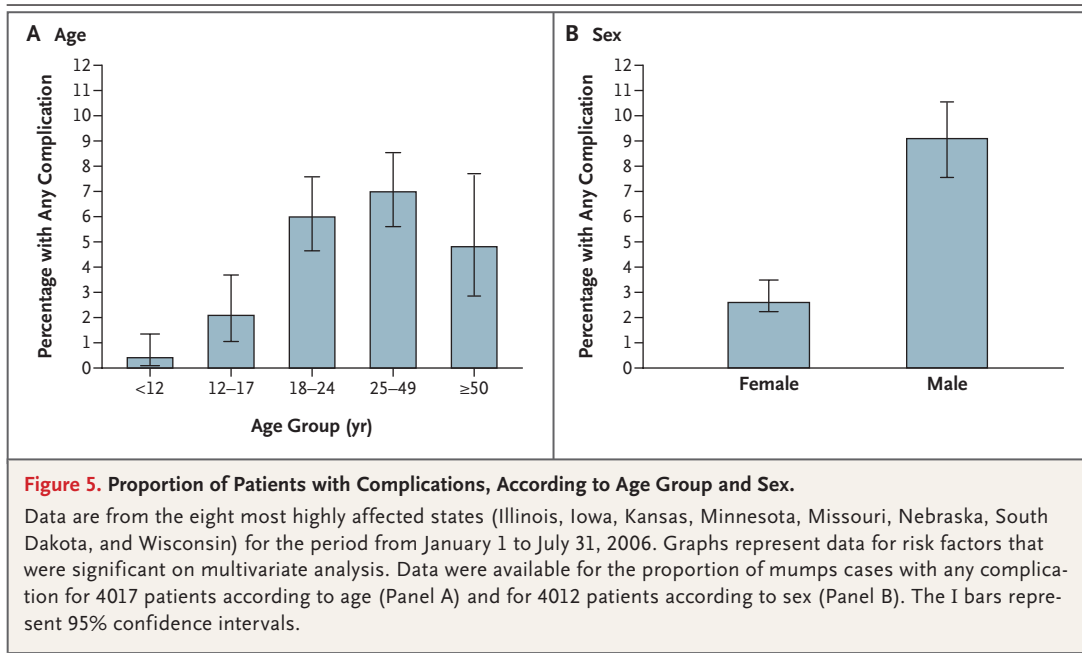 A Age
Percentage with Any Complication
12
11
10
9
8
7
6
5
4
3
2
1
0
<12 12–17 18–24 25–49 ≥50
Age Group (yr)
B Sex
Percentage with Any Complication
12
11
10
9
8
7
6
5
4
3
2
1
0
Female Male
Figure 5. Proportion of Patients with Complications, According to Age Group and Sex.
Data are from the eight most highly affected states (Illinois, Iowa, Kansas, Minnesota, Missouri, Nebraska, South
Dakota, and Wisconsin) for the period from January 1 to July 31, 2006. Graphs represent data for risk factors that
were significant on multivariate analysis. Data were available for the proportion of mumps cases with any complica-
tion for 4017 patients according to age (Panel A) and for 4012 patients according to sex (Panel B). The I bars repre-
sent 95% confidence intervals.